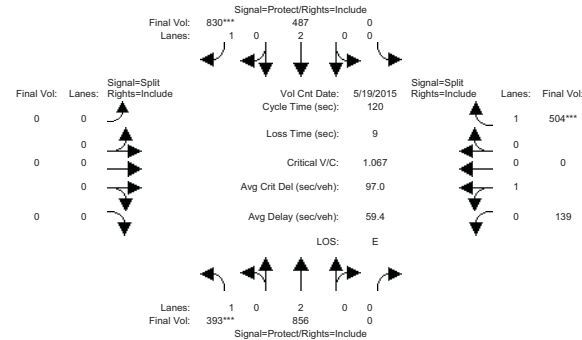 Signal=Protect/Rights=Include
Final Vol: 830*** 487 0
Lanes: 1 0 2 0 0
Signal=Split
Final Vol: Lanes: Rights=Include
Vol Cnt Date: 5/19/2015
Signal=Split
Rights=Include Lanes: Final Vol:
Cycle Time (sec): 120
0 0
1 504***
Loss Time (sec): 9
0
0
0 0
Critical V/C: 1.067
0 0
0
Avg Crit Del (sec/veh): 97.0
1
0 0
Avg Delay (sec/veh): 59.4
0 139
LOS: E
Lanes: 1 0 2 0 0
Final Vol: 393*** 856 0
Signal=Protect/Rights=Include